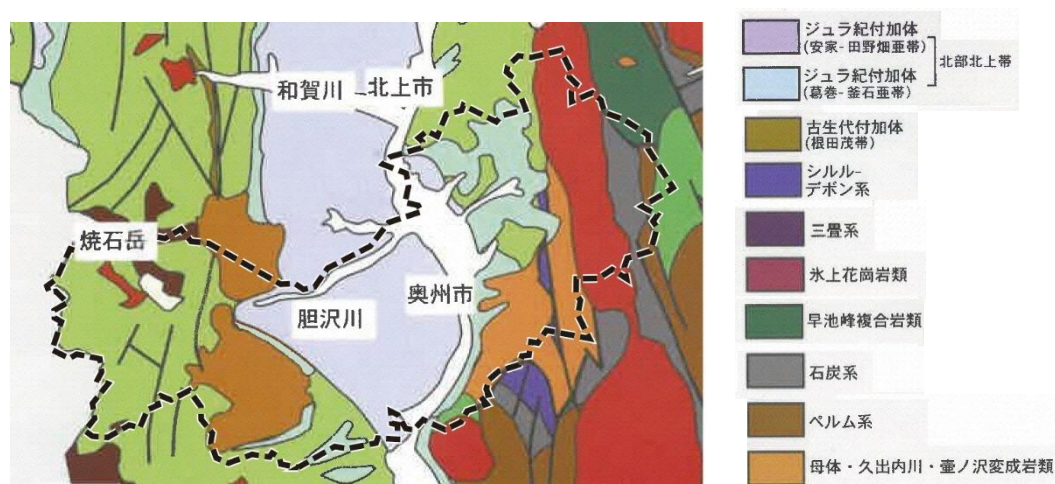 和賀川
北上市
焼石岳
奥州市
胆沢川
ジュラ紀付加体
(安家-田野畑亜帯)
ジュラ紀付加体
(葛巻-釜石亜帯)
北部北上帯
古生代付加体
(根田茂帯)
シルル-
デボン系
三畳系
氷上花崗岩類
早池峰複合岩類
石炭系
ペルム系
母体・久出内川・壷ノ沢変成岩類